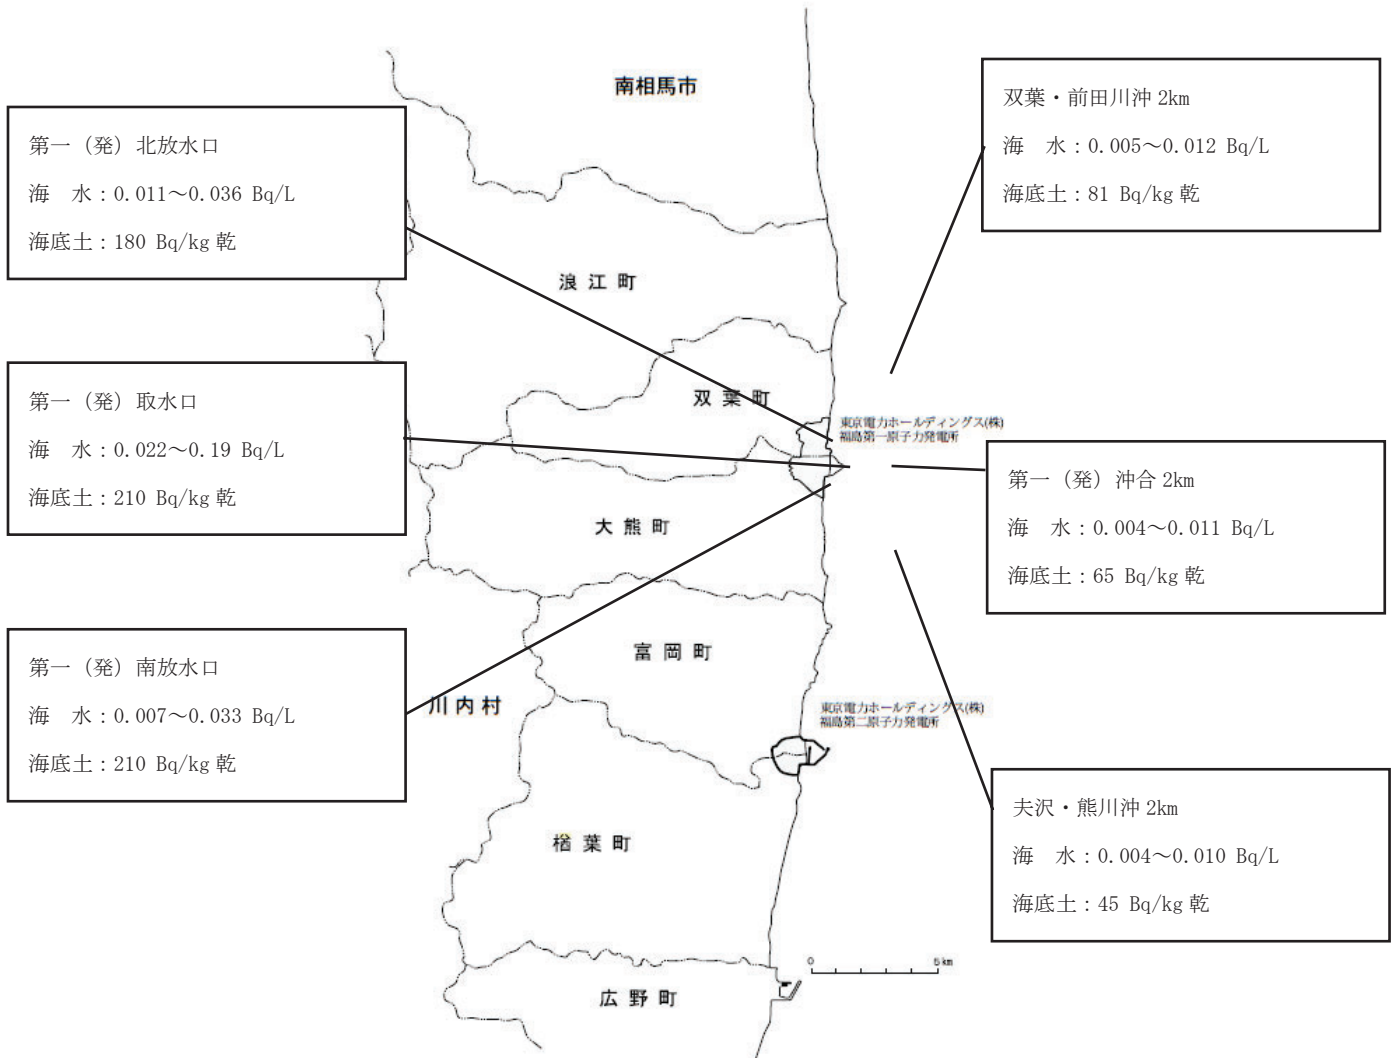 南相馬市
双葉・前田川沖 2km
海　水：0.005～0.012 Bq/L
海底土：81 Bq/kg 乾
第一（発）北放水口
海　水：0.011～0.036 Bq/L
海底土：180 Bq/kg 乾
浪 江 町
第一（発）取水口
海　水：0.022～0.19 Bq/L
海底土：210 Bq/kg 乾
双 葉 町
東京電力ホールディングス(株)
福島第一原子力発電所
第一（発）沖合 2km
海　水：0.004～0.011 Bq/L
海底土：65 Bq/kg 乾
大 熊 町
第一（発）南放水口
海　水：0.007～0.033 Bq/L
海底土：210 Bq/kg 乾
富 岡 町
川 内 村
東京電力ホールディングス(株)
福島第二原子力発電所
夫沢・熊川沖 2km
海　水：0.004～0.010 Bq/L
海底土：45 Bq/kg 乾
楢 葉 町
0 5km
広 野 町